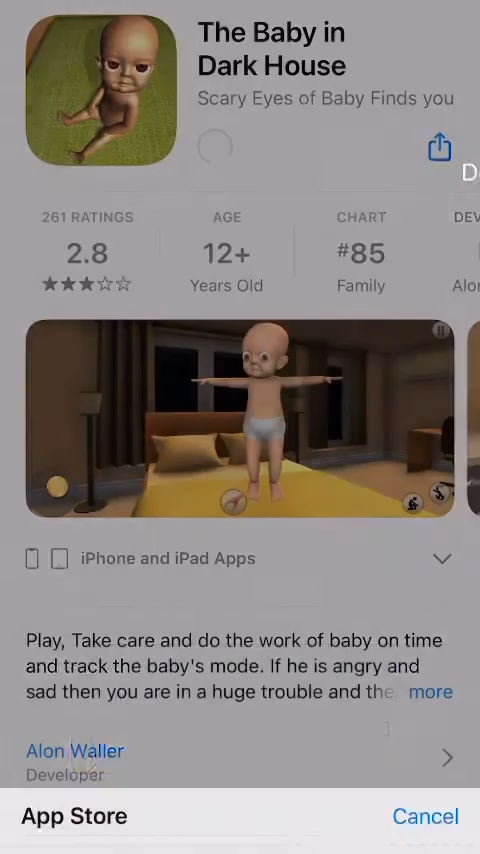 The Baby in
Dark House
Scary Eyes of Baby Finds you
D
261 RATINGS
AGE
CHART
DEV
2.8
12+
#85
Years Old
Family
Alon
iPhone and iPad Apps
Play, Take care and do the work of baby on time
and track the baby's mode. If he is angry and
sad then you are in a huge trouble and the more
Alon Waller
Developer
App Store
Cancel